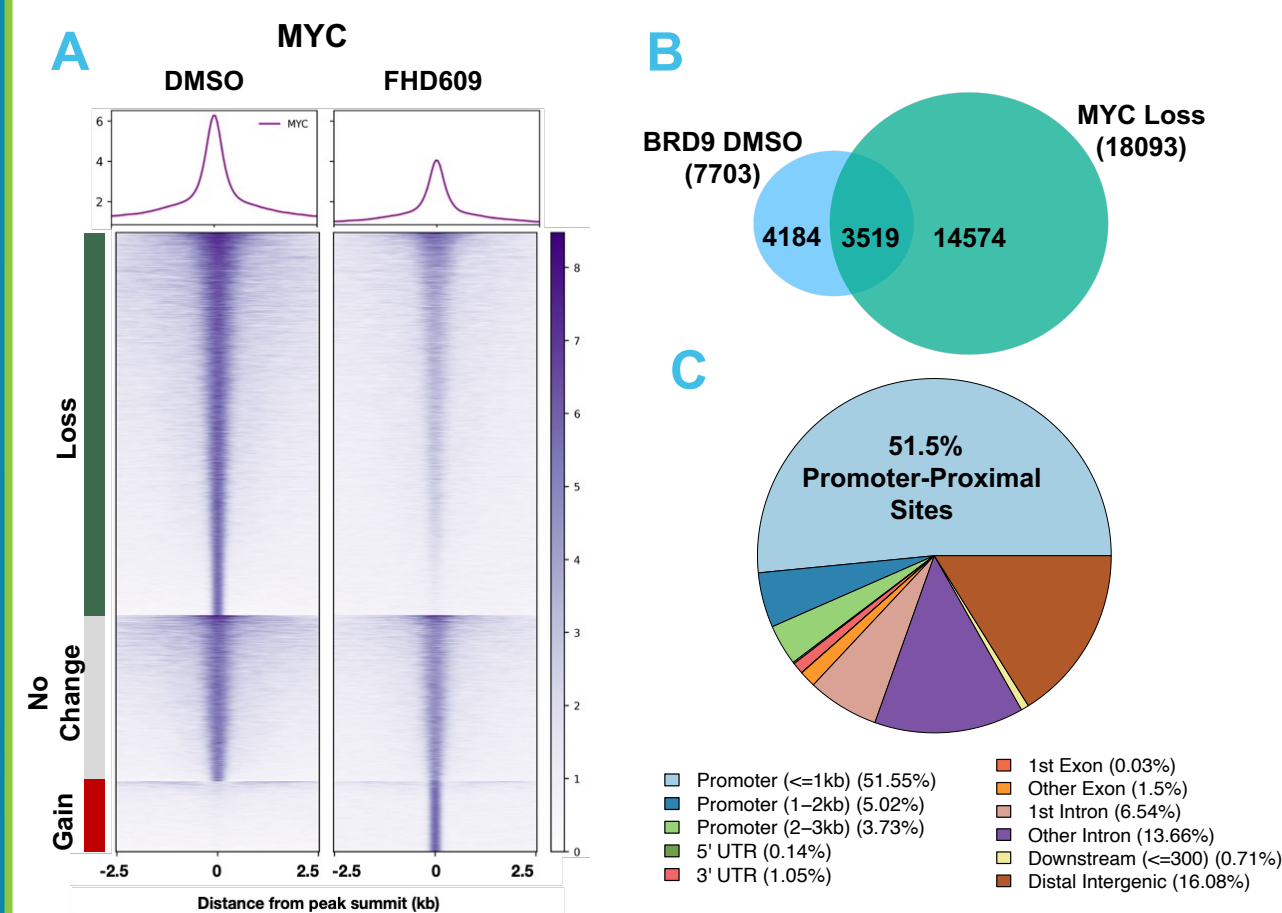 A
MYC
DMSO
FHD609
6
4
2
MYC
Loss
No
Change
Gain
8
7
6
5
4
3
2
1
0
-2.5
0
2.5
-2.5
0
2.5
Distance from peak summit (kb)
B
BRD9 DMSO
(7703)
MYC Loss
(18093)
4184
3519
14574
C
51.5%
Promoter-Proximal
Sites
Promoter (<=1kb) (51.55%)
Promoter (1–2kb) (5.02%)
Promoter (2–3kb) (3.73%)
5' UTR (0.14%)
3' UTR (1.05%)
1st Exon (0.03%)
Other Exon (1.5%)
1st Intron (6.54%)
Other Intron (13.66%)
Downstream (<=300) (0.71%)
Distal Intergenic (16.08%)